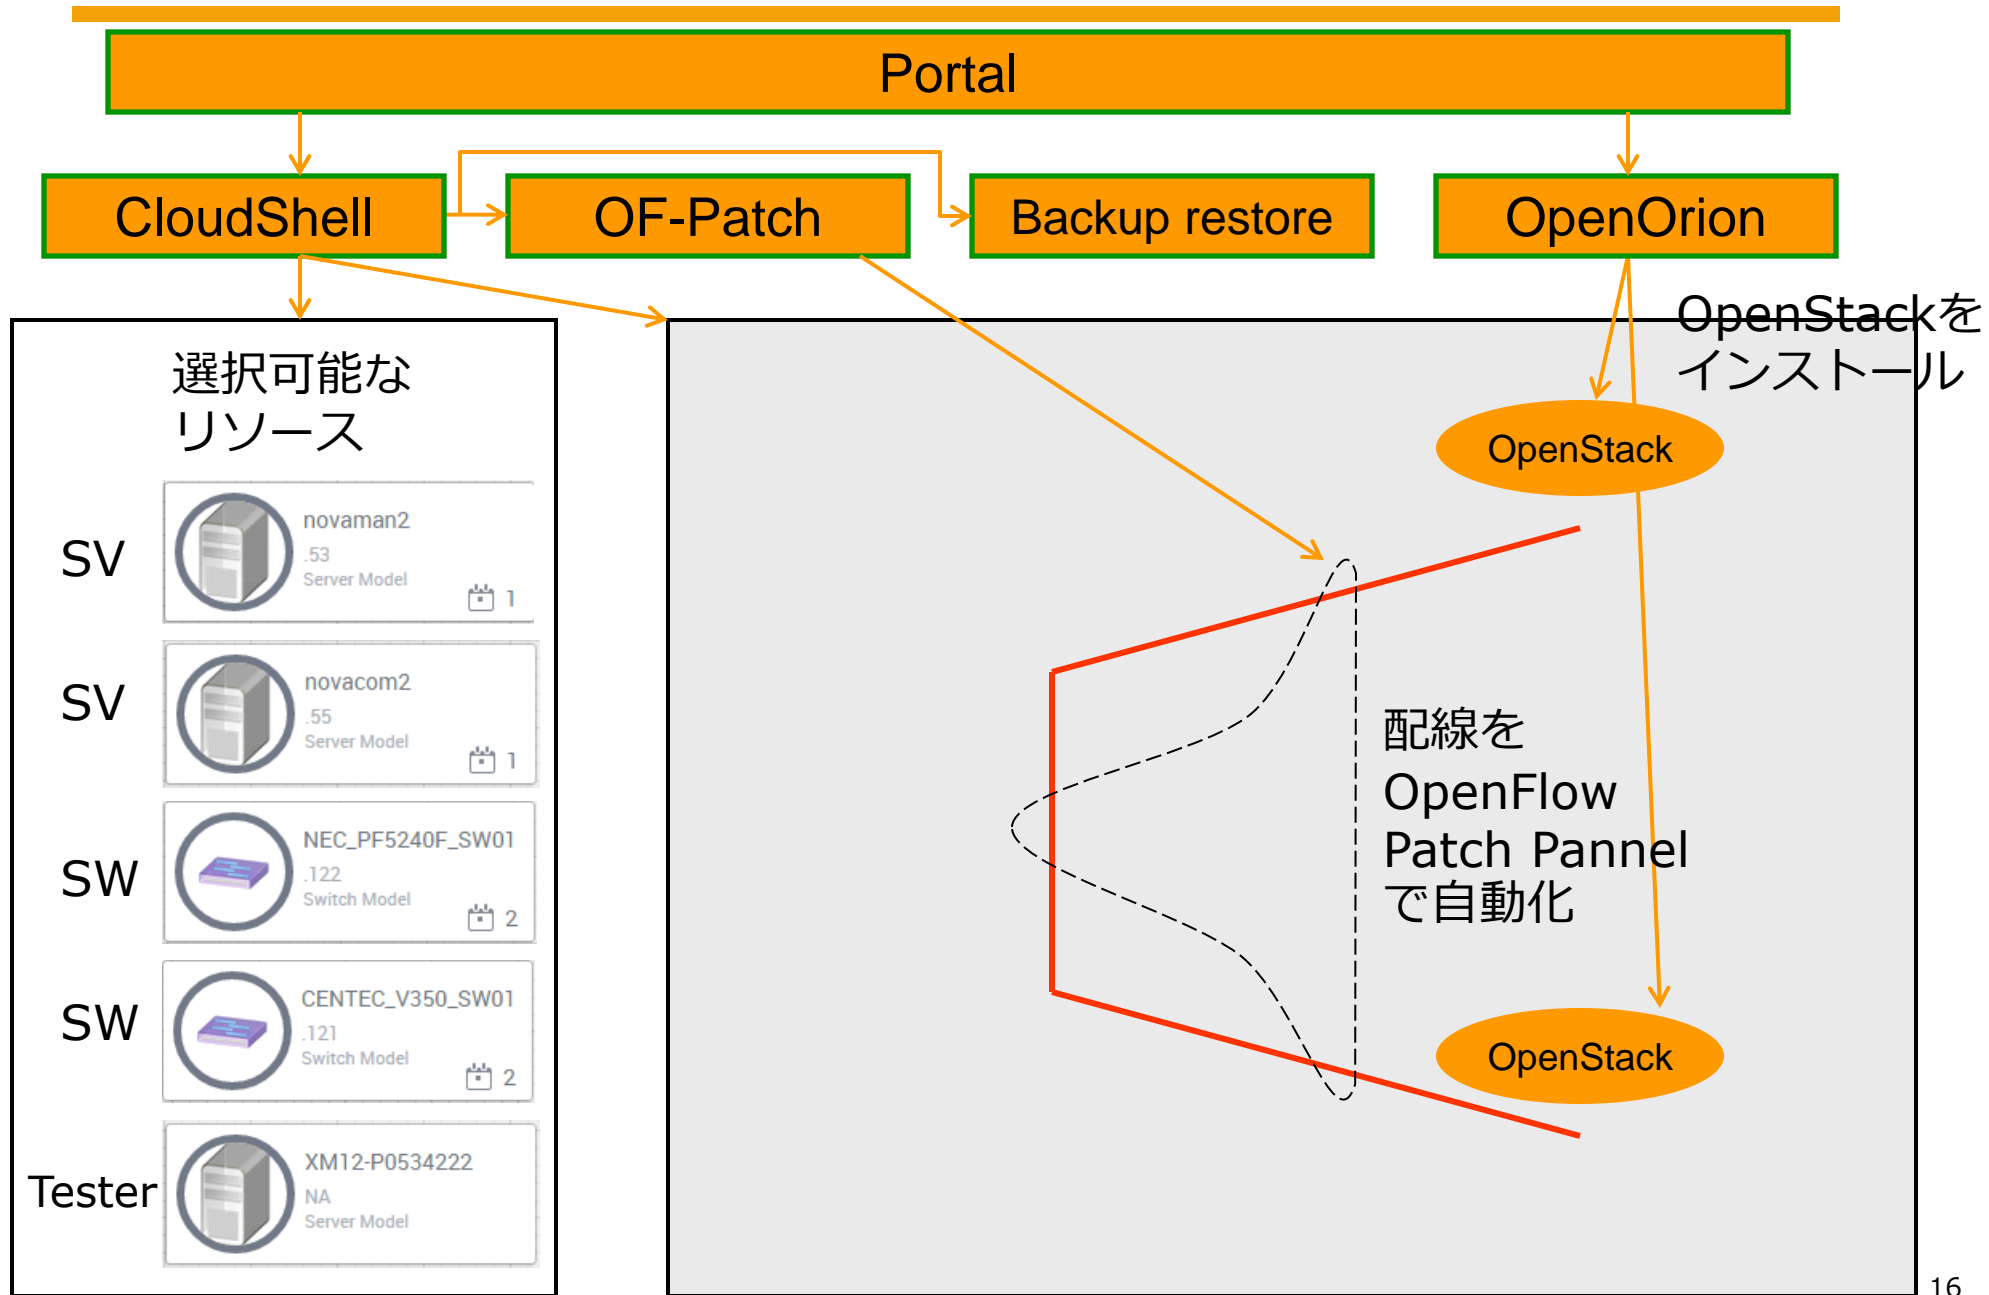 Portal
CloudShell
OF-Patch
Backup restore
OpenOrion
OpenStackを
インストール
選択可能な
リソース
SV
novaman2
.53
Server Model
1
SV
novacom2
.55
Server Model
1
SW
NEC_PF5240F_SW01
.122
Switch Model
2
SW
CENTEC_V350_SW01
.121
Switch Model
2
Tester
XM12-P0534222
NA
Server Model
OpenStack
配線を
OpenFlow
Patch Pannel
で自動化
OpenStack
16